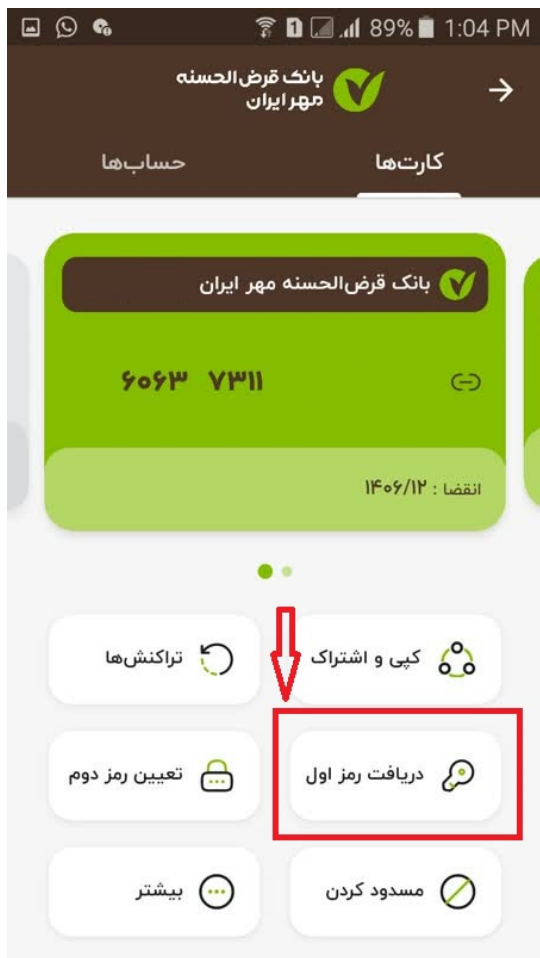 89% 1:04 PM
بانک قرض‌الحسنه
مهر ایران
کارت‌ها
حساب‌ها
بانک قرض‌الحسنه مهر ایران
۶۰۶۳ ۷۳۱۱
انقضا : ۱۴۰۶/۱۲
کپی و اشتراک
تراکنش‌ها
دریافت رمز اول
تعیین رمز دوم
مسدود کردن
بیشتر